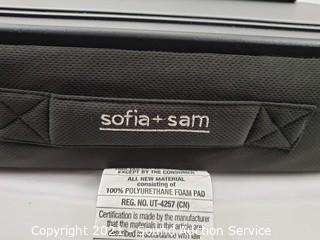 sofia + sam
EXCEPT BY THE CONSUMER
ALL NEW MATERIAL
consisting of
100% POLYURETHANE FOAM PAD
REG. NO. UT-4257 (CN)
Certification is made by the manufacturer
that the materials in this article are
described in accordance with law.
Sound Auction Service